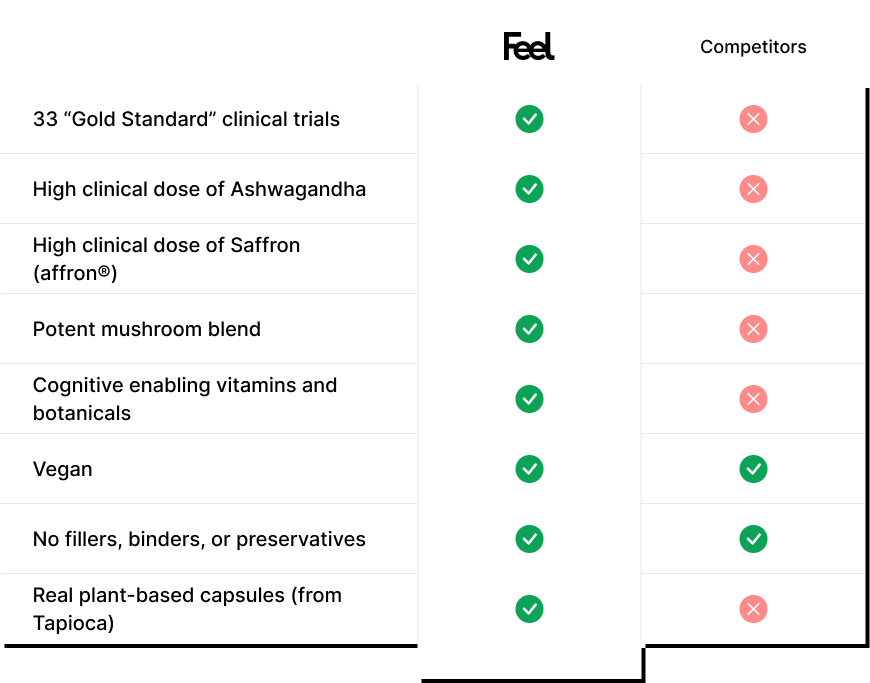 Feel
Competitors
33 “Gold Standard” clinical trials
High clinical dose of Ashwagandha
High clinical dose of Saffron
(affron®)
Potent mushroom blend
Cognitive enabling vitamins and
botanicals
Vegan
No fillers, binders, or preservatives
Real plant-based capsules (from
Tapioca)